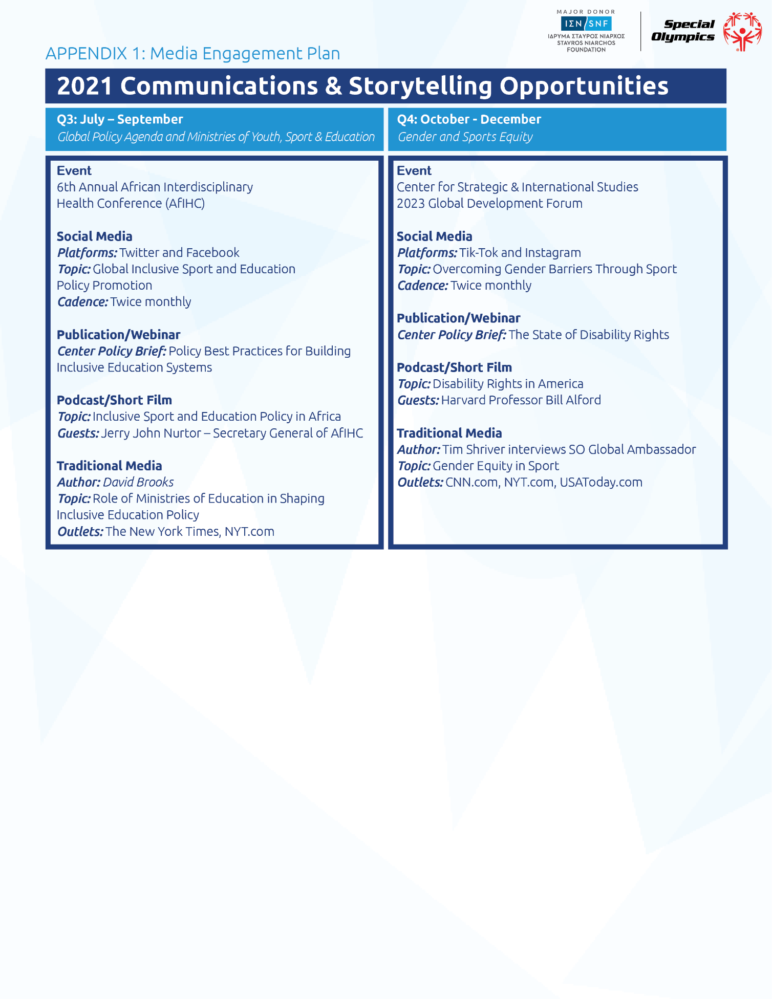 MAJOR DONOR
ΙΣΝ/SNF
ΙΔΡΥΜΑ ΣΤΑΥΡΟΣ ΝΙΑΡΧΟΣ
STAVROS NIARCHOS
FOUNDATION
Special
Olympics
APPENDIX 1: Media Engagement Plan
2021 Communications & Storytelling Opportunities
Q3: July – September
Global Policy Agenda and Ministries of Youth, Sport & Education
Event
6th Annual African Interdisciplinary
Health Conference (AfIHC)
Social Media
Platforms: Twitter and Facebook
Topic: Global Inclusive Sport and Education
Policy Promotion
Cadence: Twice monthly
Publication/Webinar
Center Policy Brief: Policy Best Practices for Building
Inclusive Education Systems
Podcast/Short Film
Topic: Inclusive Sport and Education Policy in Africa
Guests: Jerry John Nurtor – Secretary General of AfIHC
Traditional Media
Author: David Brooks
Topic: Role of Ministries of Education in Shaping
Inclusive Education Policy
Outlets: The New York Times, NYT.com
Q4: October - December
Gender and Sports Equity
Event
Center for Strategic & International Studies
2023 Global Development Forum
Social Media
Platforms: Tik-Tok and Instagram
Topic: Overcoming Gender Barriers Through Sport
Cadence: Twice monthly
Publication/Webinar
Center Policy Brief: The State of Disability Rights
Podcast/Short Film
Topic: Disability Rights in America
Guests: Harvard Professor Bill Alford
Traditional Media
Author: Tim Shriver interviews SO Global Ambassador
Topic: Gender Equity in Sport
Outlets: CNN.com, NYT.com, USAToday.com